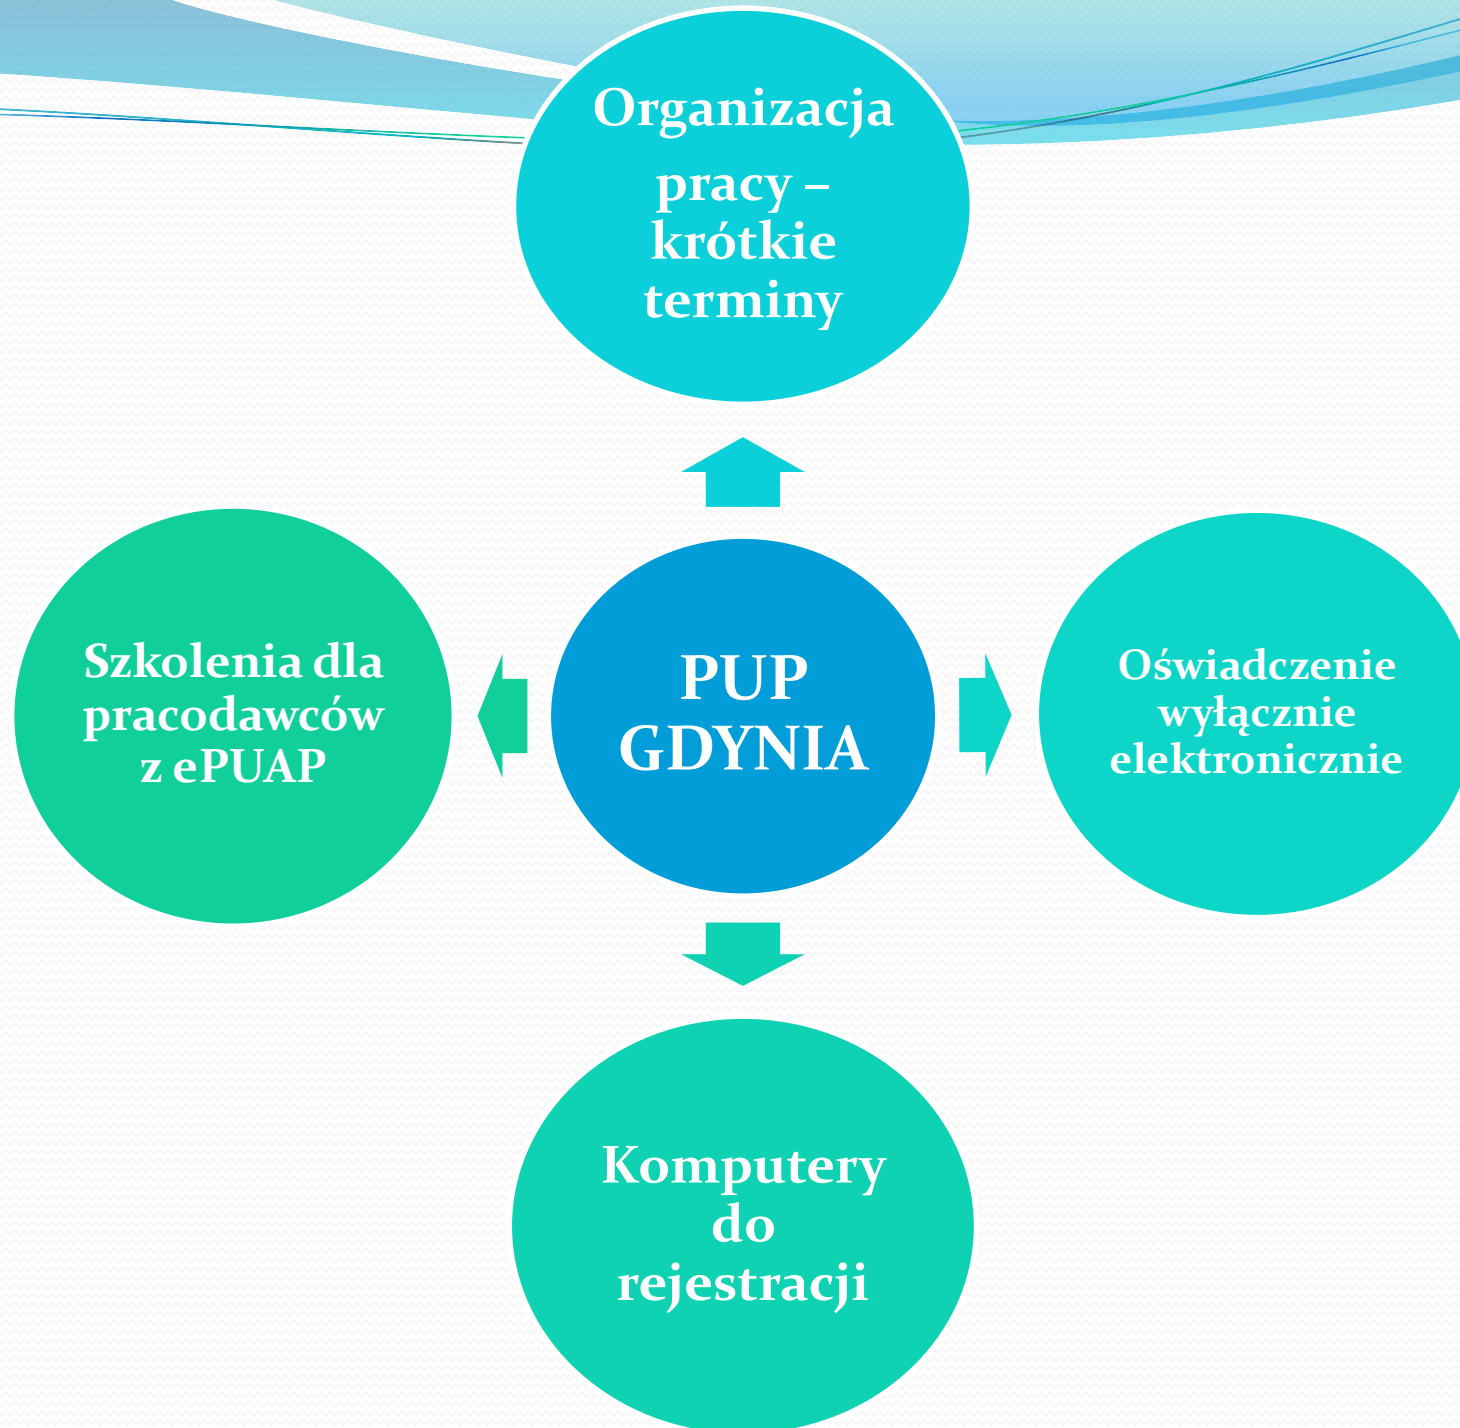 Organizacja
pracy –
krótkie
terminy
Szkolenia dla
pracodawców
z ePUAP
PUP
GDYNIA
Oświadczenie
wyłącznie
elektronicznie
Komputery
do
rejestracji